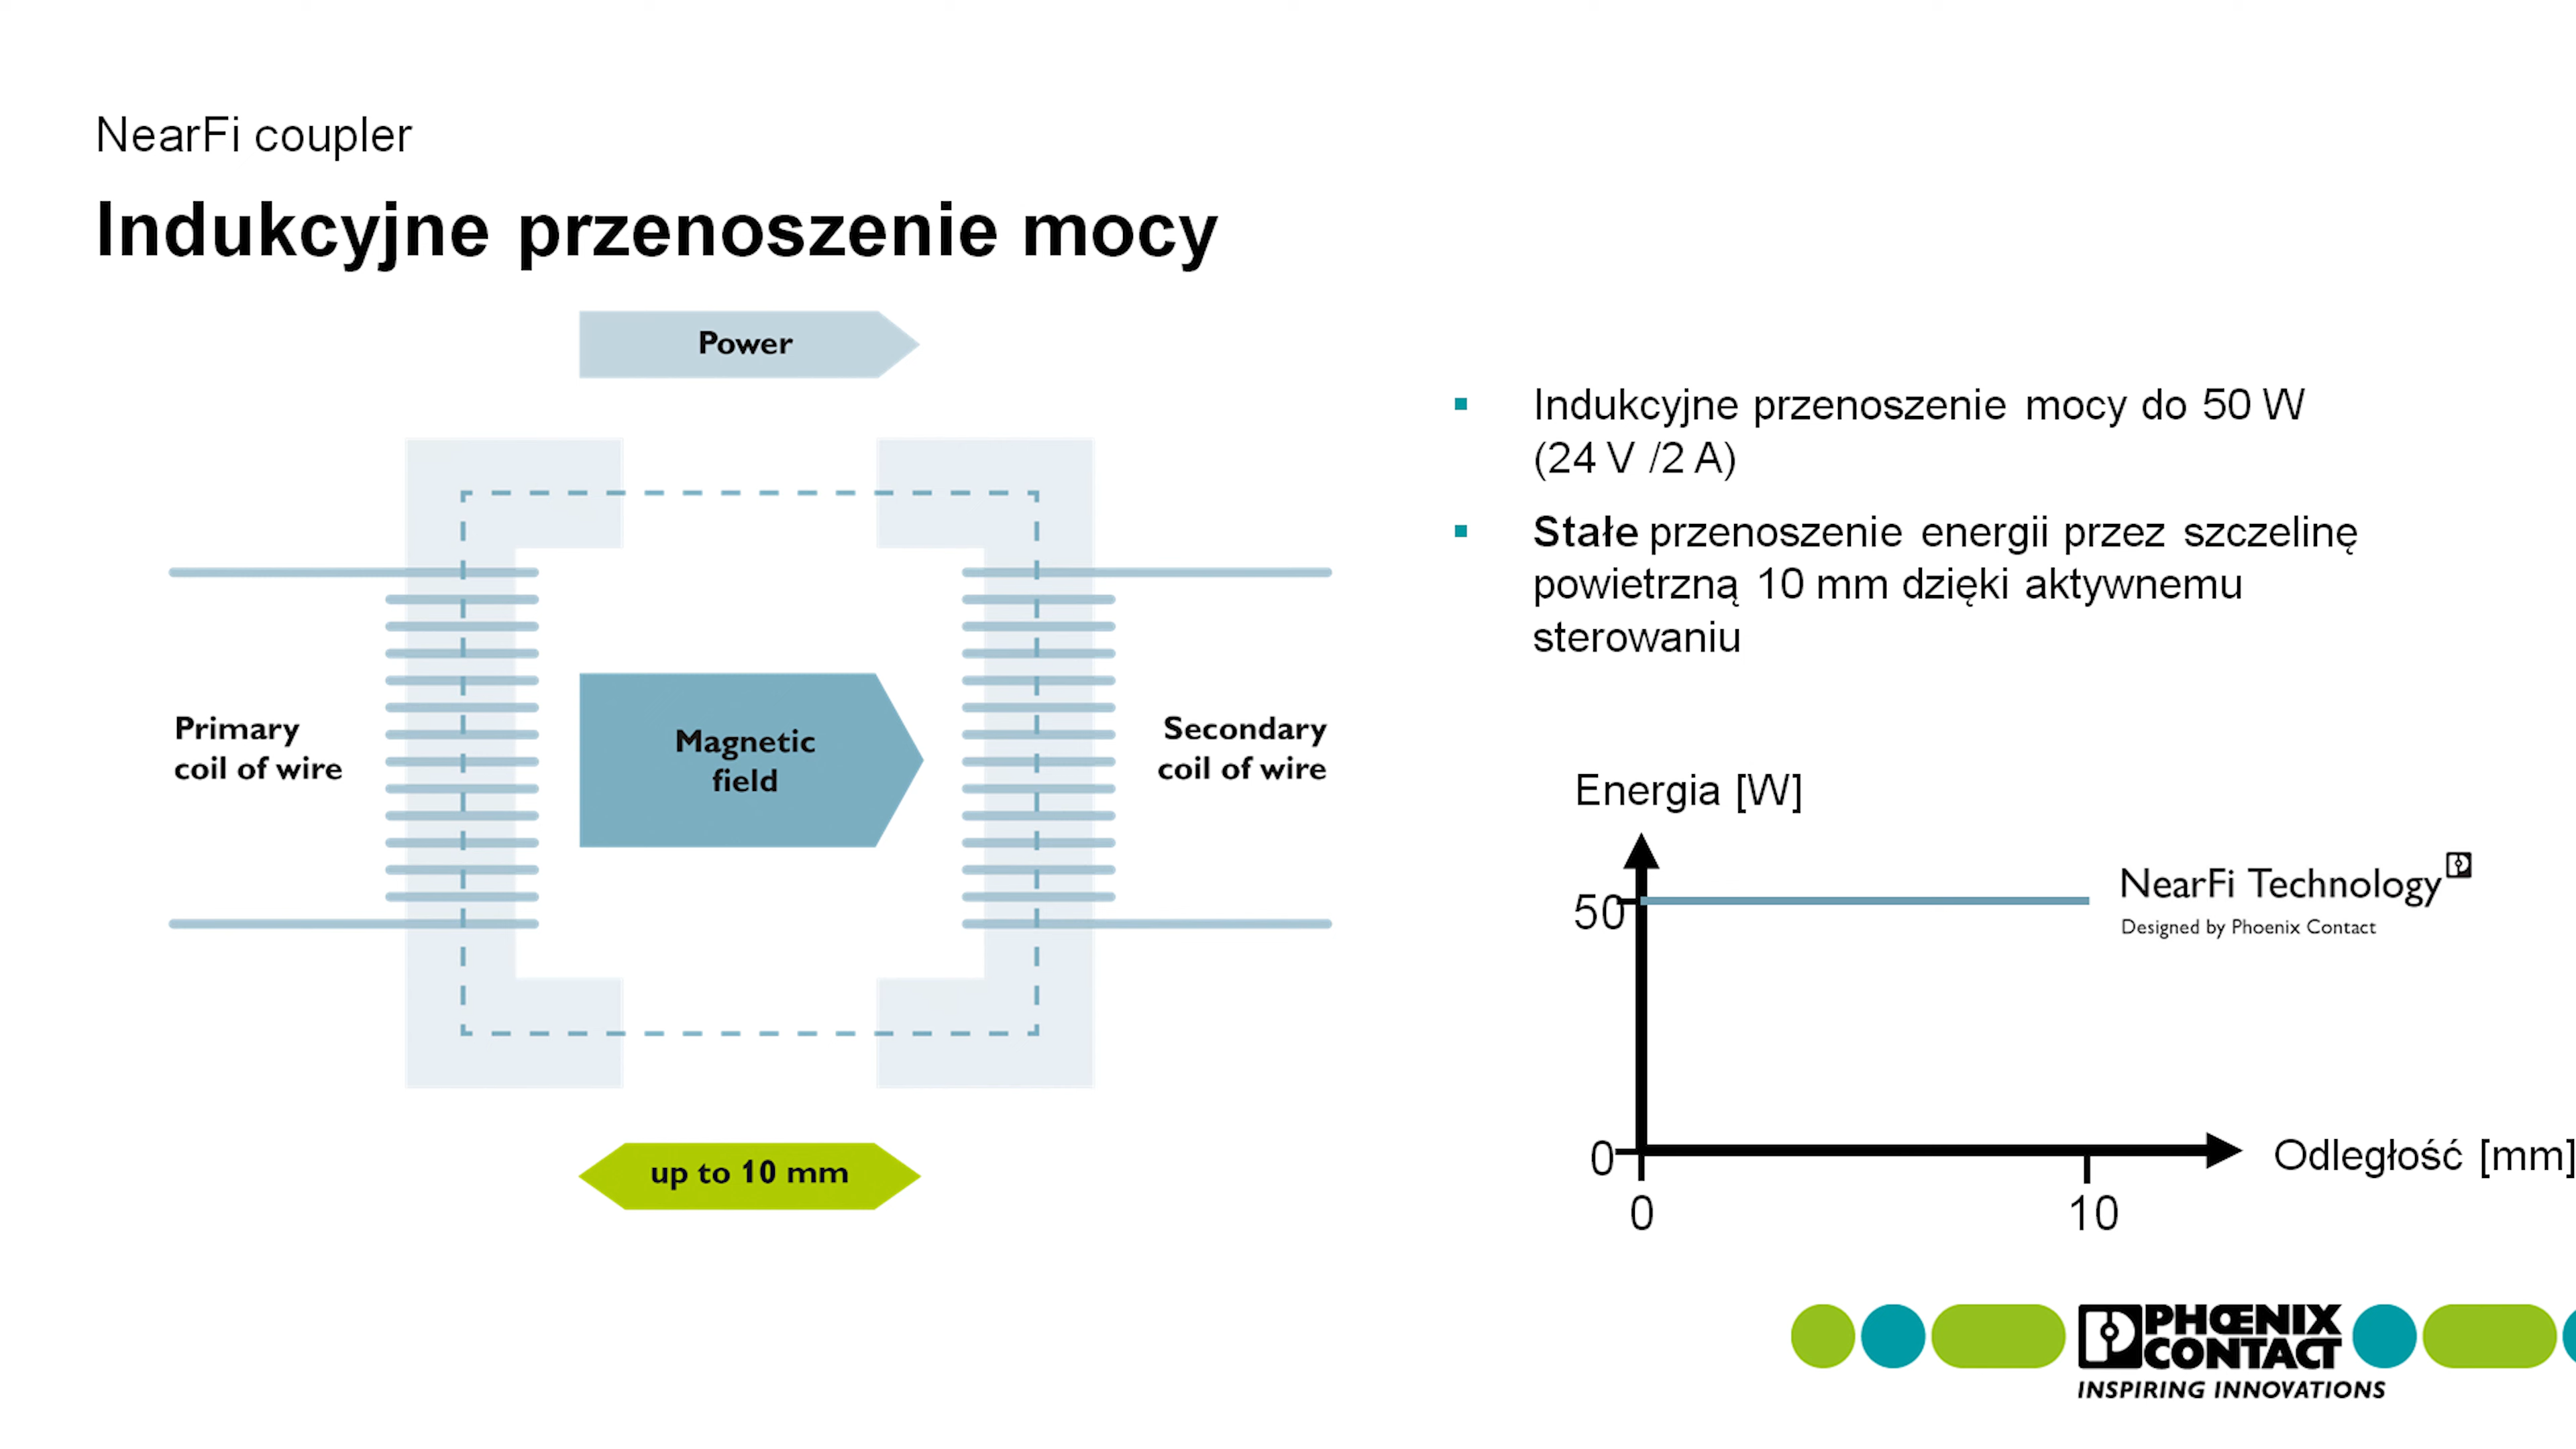 NearFi coupler
Indukcyjne przenoszenie mocy
Power
Primary
coil of wire
Magnetic
field
Secondary
coil of wire
up to 10 mm
Indukcyjne przenoszenie mocy do 50 W
(24 V /2 A)
Stałe przenoszenie energii przez szczelinę
powietrzną 10 mm dzięki aktywnemu
sterowaniu
Energia [W]
50
NearFi Technology
Designed by Phoenix Contact
0
Odległość [mm]
0
10
PHŒNIX
CONTACT
INSPIRING INNOVATIONS